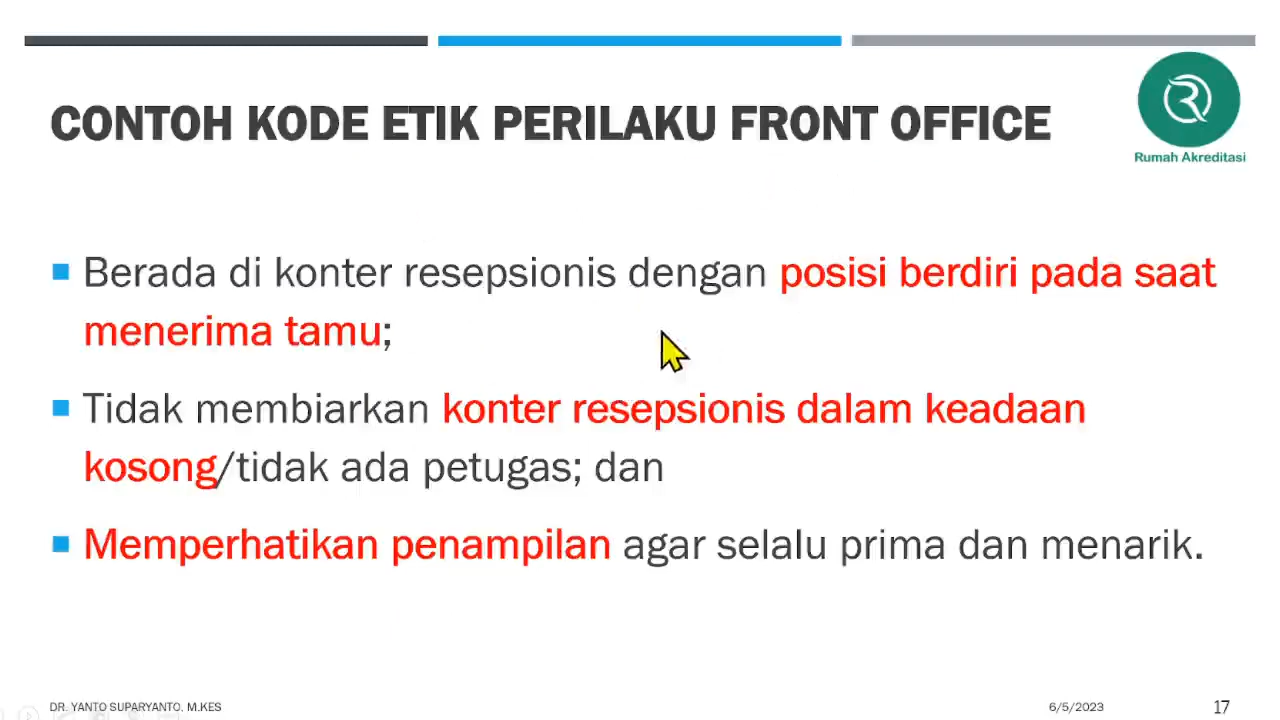 CONTOH KODE ETIK PERILAKU FRONT OFFICE
Rumah Akreditasi
Berada di konter resepsionis dengan posisi berdiri pada saat
menerima tamu;
Tidak membiarkan konter resepsionis dalam keadaan
kosong/tidak ada petugas; dan
Memperhatikan penampilan agar selalu prima dan menarik.
DR. YANTO SUPARYANTO, M.KES
6/5/2023
17